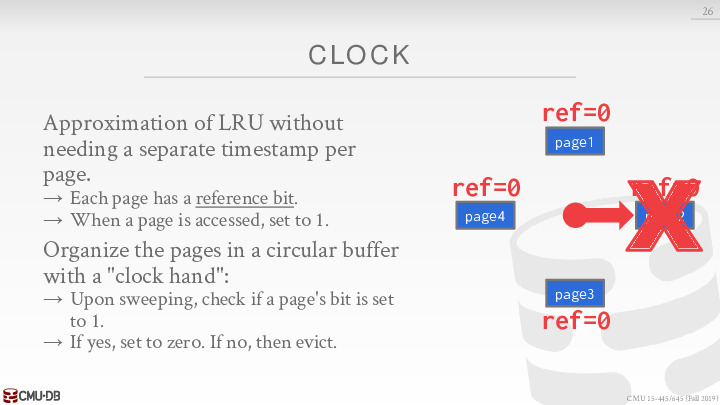 26
CLOCK
Approximation of LRU without
needing a separate timestamp per
page.
→ Each page has a reference bit.
→ When a page is accessed, set to 1.
Organize the pages in a circular buffer
with a "clock hand":
→ Upon sweeping, check if a page's bit is set
to 1.
→ If yes, set to zero. If no, then evict.
ref=0
page1
ref=0
page4
page3
ref=0
CMU·DB
CMU 15-445/645 (Fall 2019)